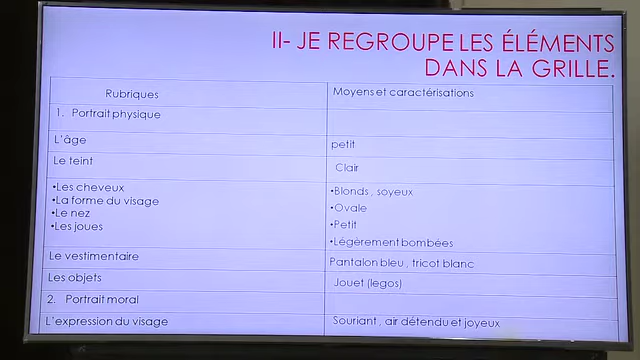 II- JE REGROUPE LES ÉLÉMENTS
DANS LA GRILLE.
Rubriques
Moyens et caractérisations
1. Portrait physique
L'âge
petit
Le teint
Clair
•Les cheveux
•La forme du visage
•Le nez
•Les joues
•Blonds, soyeux
•Ovale
•Petit
•Légèrement bombées
Le vestimentaire
Pantalon bleu, tricot blanc
Les objets
Jouet (legos)
2. Portrait moral
L'expression du visage
Souriant, air détendu et joyeux